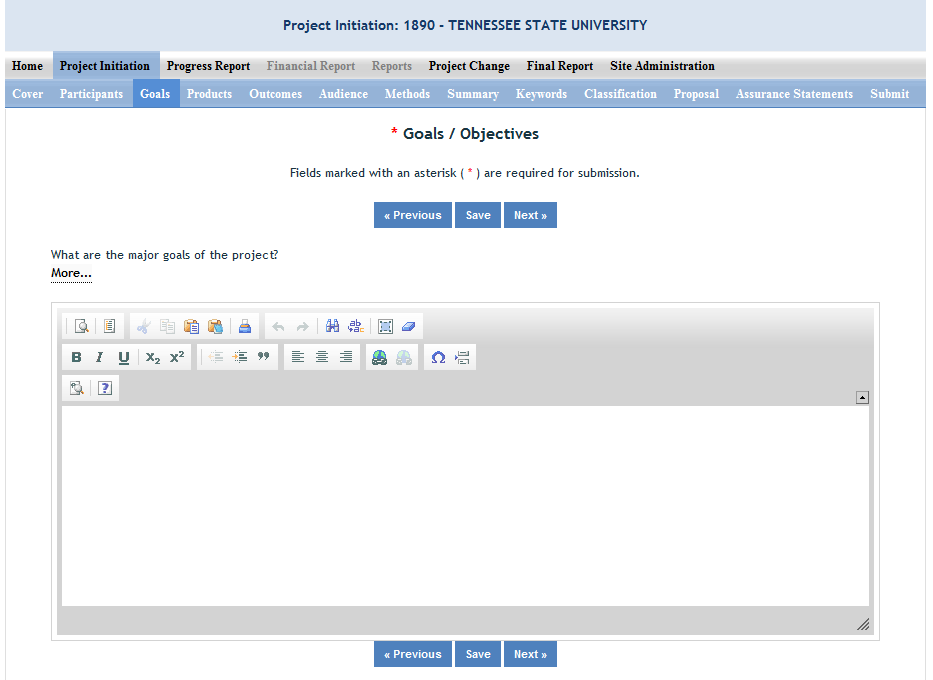 Project Initiation: 1890 - TENNESSEE STATE UNIVERSITY
Home Project Initiation Progress Report Financial Report Reports Project Change Final Report Site Administration
Cover Participants Goals Products Outcomes Audience Methods Summary Keywords Classification Proposal Assurance Statements Submit
* Goals / Objectives
Fields marked with an asterisk ( * ) are required for submission.
« Previous Save Next »
What are the major goals of the project?
More...
B I U X₂ X²
« Previous Save Next »